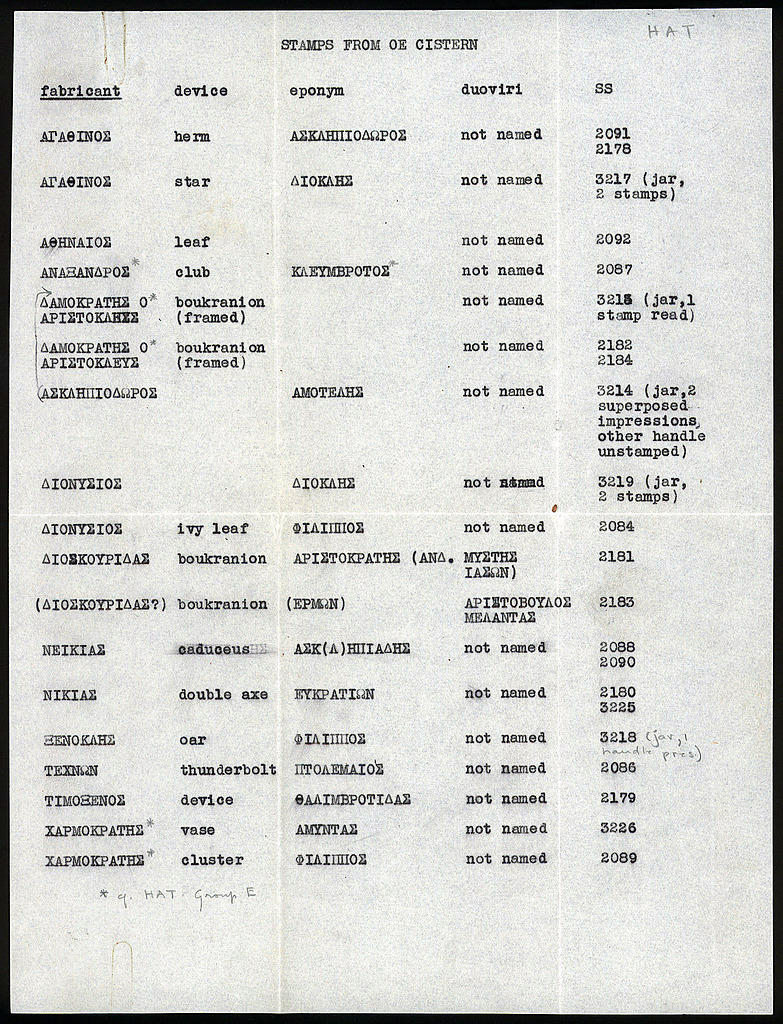 HAT
STAMPS FROM OE CISTERN
fabricant device eponym duoviri SS
ΑΓΑΘΙΝΟΣ herm ΑΣΚΛΗΠΙΟΔΩΡΟΣ not named 2091
2178
ΑΓΑΘΙΝΟΣ star ΔΙΟΚΛΗΣ not named 3217 (jar,
2 stamps)
ΑΘΗΝΑΙΟΣ leaf not named 2092
ΑΝΑΞΑΝΔΡΟΣ* club ΚΛΕΥΜΒΡΟΤΟΣ* not named 2087
ΔΑΜΟΚΡΑΤΗΣ Ο* boukranion not named 3215 (jar,1
ΑΡΙΣΤΟΚΛΕΥΣ (framed) stamp read)
ΔΑΜΟΚΡΑΤΗΣ Ο* boukranion not named 2182
ΑΡΙΣΤΟΚΛΕΥΣ (framed) 2184
ΑΣΚΛΗΠΙΟΔΩΡΟΣ ΑΜΟΤΕΛΗΣ not named 3214 (jar,2
superposed
impressions,
other handle
unstamped)
ΔΙΟΝΥΣΙΟΣ ΔΙΟΚΛΗΣ not named 3219 (jar,
2 stamps)
ΔΙΟΝΥΣΙΟΣ ivy leaf ΦΙΛΙΠΠΟΣ not named 2084
ΔΙΟΣΚΟΥΡΙΔΑΣ boukranion ΑΡΙΣΤΟΚΡΑΤΗΣ (ΑΝΔ. ΜΥΣΤΗΣ 2181
ΙΑΣΩΝ)
(ΔΙΟΣΚΟΥΡΙΔΑΣ?) boukranion (ΕΡΜΩΝ) ΑΡΙΣΤΟΒΟΥΛΟΣ 2183
ΜΕΛΑΝΤΑΣ
ΝΕΙΚΙΑΣ caduceus ΑΣΚ(Λ)ΗΠΙΑΔΗΣ not named 2088
2090
ΝΙΚΙΑΣ double axe ΕΥΚΡΑΤΙΩΝ not named 2180
3225
ΞΕΝΟΚΛΗΣ oar ΦΙΛΙΠΠΟΣ not named 3218 (jar,1
handle pres.)
ΤΕΧΝΩΝ thunderbolt ΠΤΟΛΕΜΑΙΟΣ not named 2086
ΤΙΜΟΞΕΝΟΣ device ΘΑΛΙΜΒΡΟΤΙΔΑΣ not named 2179
ΧΑΡΜΟΚΡΑΤΗΣ* vase ΑΜΥΝΤΑΣ not named 3226
ΧΑΡΜΟΚΡΑΤΗΣ* cluster ΦΙΛΙΠΠΟΣ not named 2089
* HAT Group E